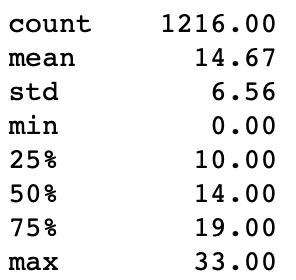 count 1216.00
mean 14.67
std 6.56
min 0.00
25% 10.00
50% 14.00
75% 19.00
max 33.00